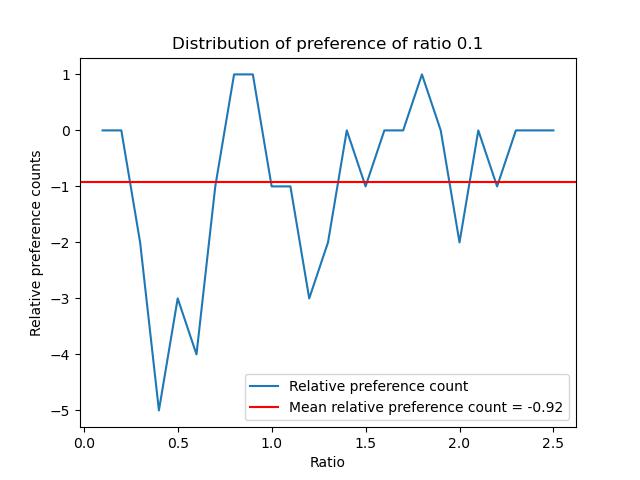 Distribution of preference of ratio 0.1
Relative preference counts
1
0
−1
−2
−3
−4
−5
Relative preference count
Mean relative preference count = -0.92
0.0 0.5 1.0 1.5 2.0 2.5
Ratio